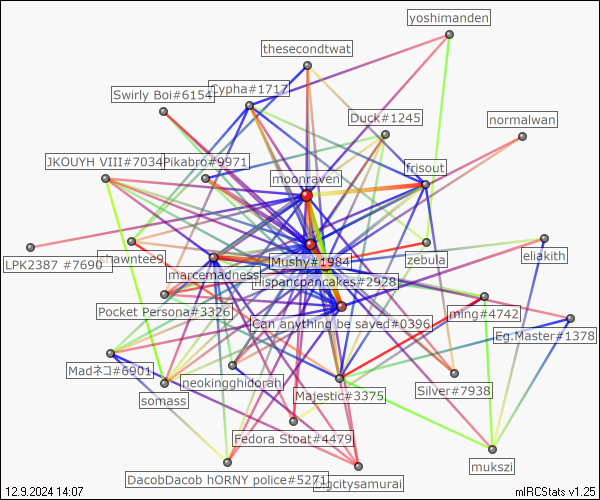 yoshimanden
thesecondtwat
Cypha#1717
Swirly Boi#6154
Duck#1245
normalwan
JKOUYH VIII#7034
Pikabro#9971
frisout
moonraven
shawntee9
Mushy#1984
zebula
eliakith
LPK2387 #7690
marcemadness
Hispancpancakes#2928
Pocket Persona#3326
Can anything be saved#0396
ming#4742
Eg.Master#1378
Madネコ#6901
neokingghidorah
somass
Majestic#3375
Silver#7938
Fedora Stoat#4479
mukszi
DacobDacob hORNY police#5271
gcitysamurai
12.9.2024 14:07
mIRCStats v1.25